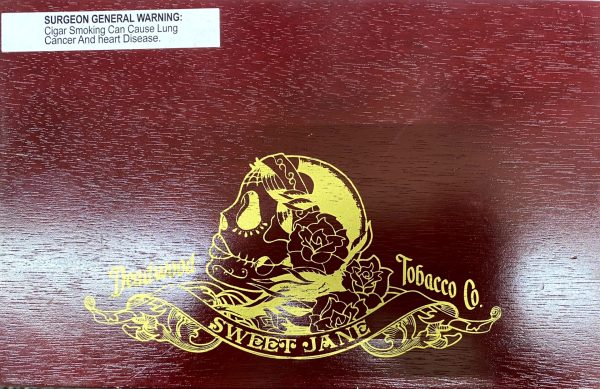 SURGEON GENERAL WARNING:
Cigar Smoking Can Cause Lung
Cancer And heart Disease.
Deadwood
Tobacco Co.
SWEET JANE